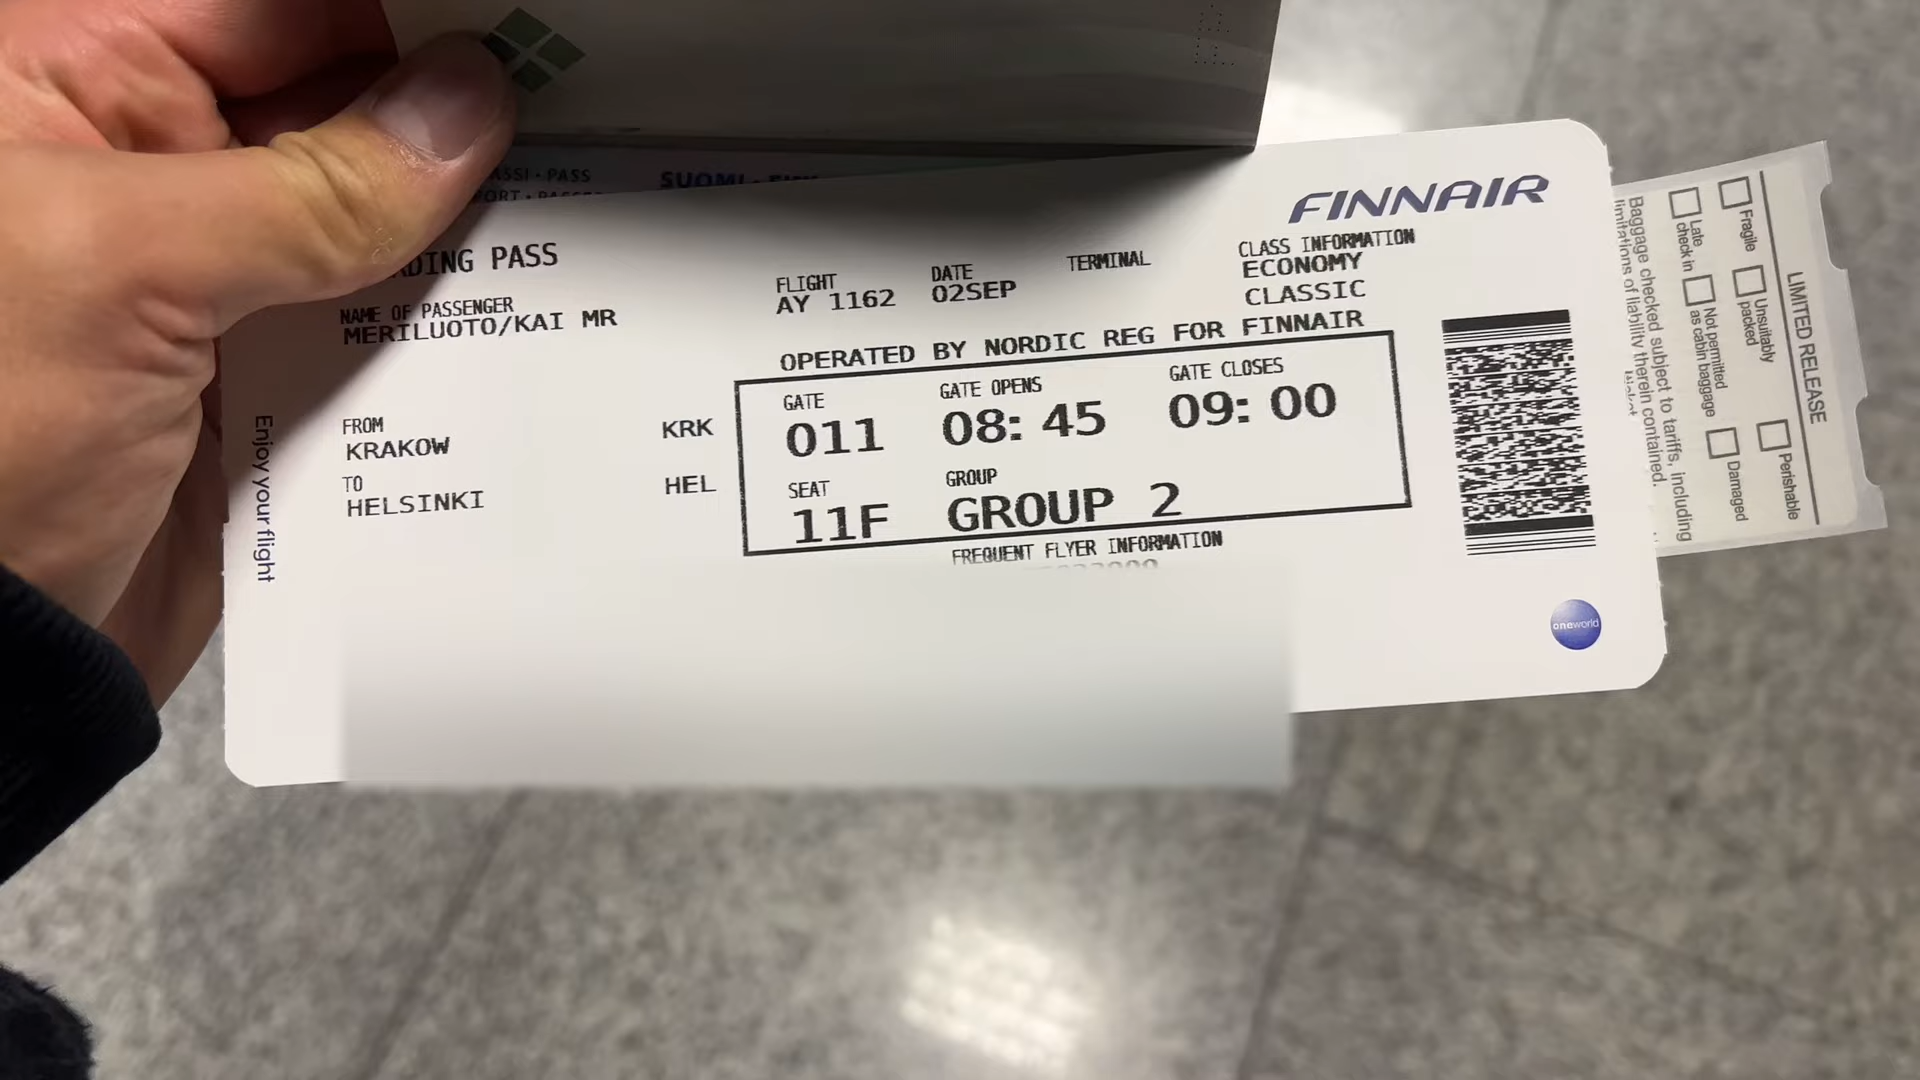 SUOMI
ASSI • PASS
FINNAIR
DING PASS
NAME OF PASSENGER
MERILUOTO/KAI MR
FLIGHT
AY 1162
DATE
02SEP
TERMINAL
CLASS INFORMATION
ECONOMY
CLASSIC
OPERATED BY NORDIC REG FOR FINNAIR
FROM
KRAKOW KRK
TO
HELSINKI HEL
GATE
011
GATE OPENS
08: 45
GATE CLOSES
09: 00
SEAT
11F
GROUP
GROUP 2
FREQUENT FLYER INFORMATION
Enjoy your flight
oneworld
LIMITED RELEASE
Fragile
Unsuitably packed
Perishable
Late check in
Not permitted as cabin baggage
Damaged
Baggage checked subject to tariffs, including
limitations of liability therein contained.